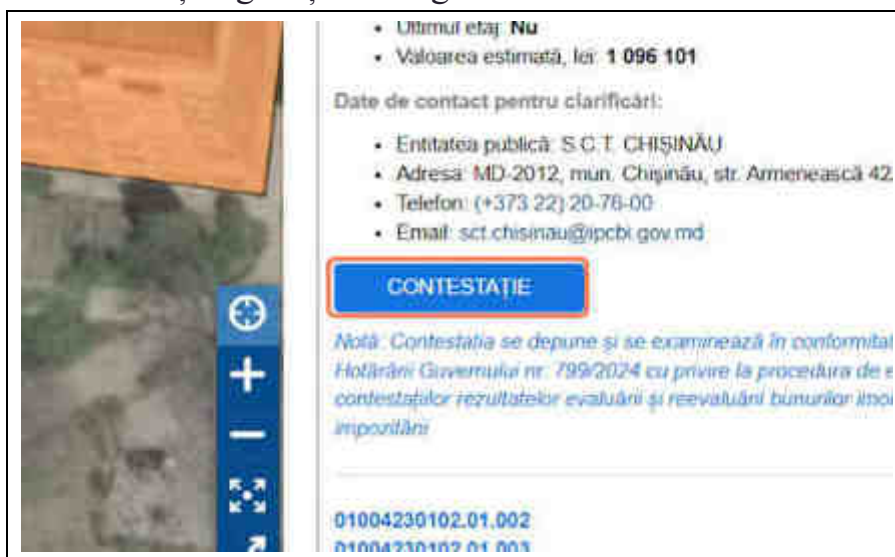 Ultimul etaj: Nu
Valoarea estimată, lei: 1 096 101
Date de contact pentru clarificări:
Entitatea publică: S.C.T. CHIȘINĂU
Adresa: MD-2012, mun. Chișinău, str. Armenească 42
Telefon: (+373 22) 20-76-00
Email: sct.chisinau@ipcbi.gov.md
CONTESTAȚIE
Notă: Contestația se depune și se examinează în
Hotărârii Guvernului nr. 799/2024 cu privire la procedura de
contestațiilor rezultatelor evaluării și reevaluării bunurilor
impozitării
01004230102.01.002
01004230102.01.003